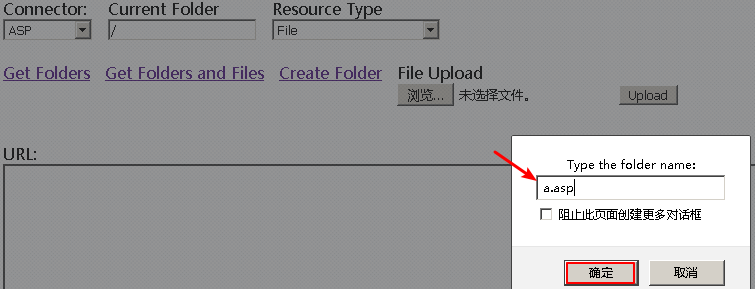 Connector: Current Folder Resource Type
ASP / File
Get Folders Get Folders and Files Create Folder File Upload
浏览... 未选择文件。 Upload
URL:
Type the folder name:
a.asp
阻止此页面创建更多对话框
确定 取消